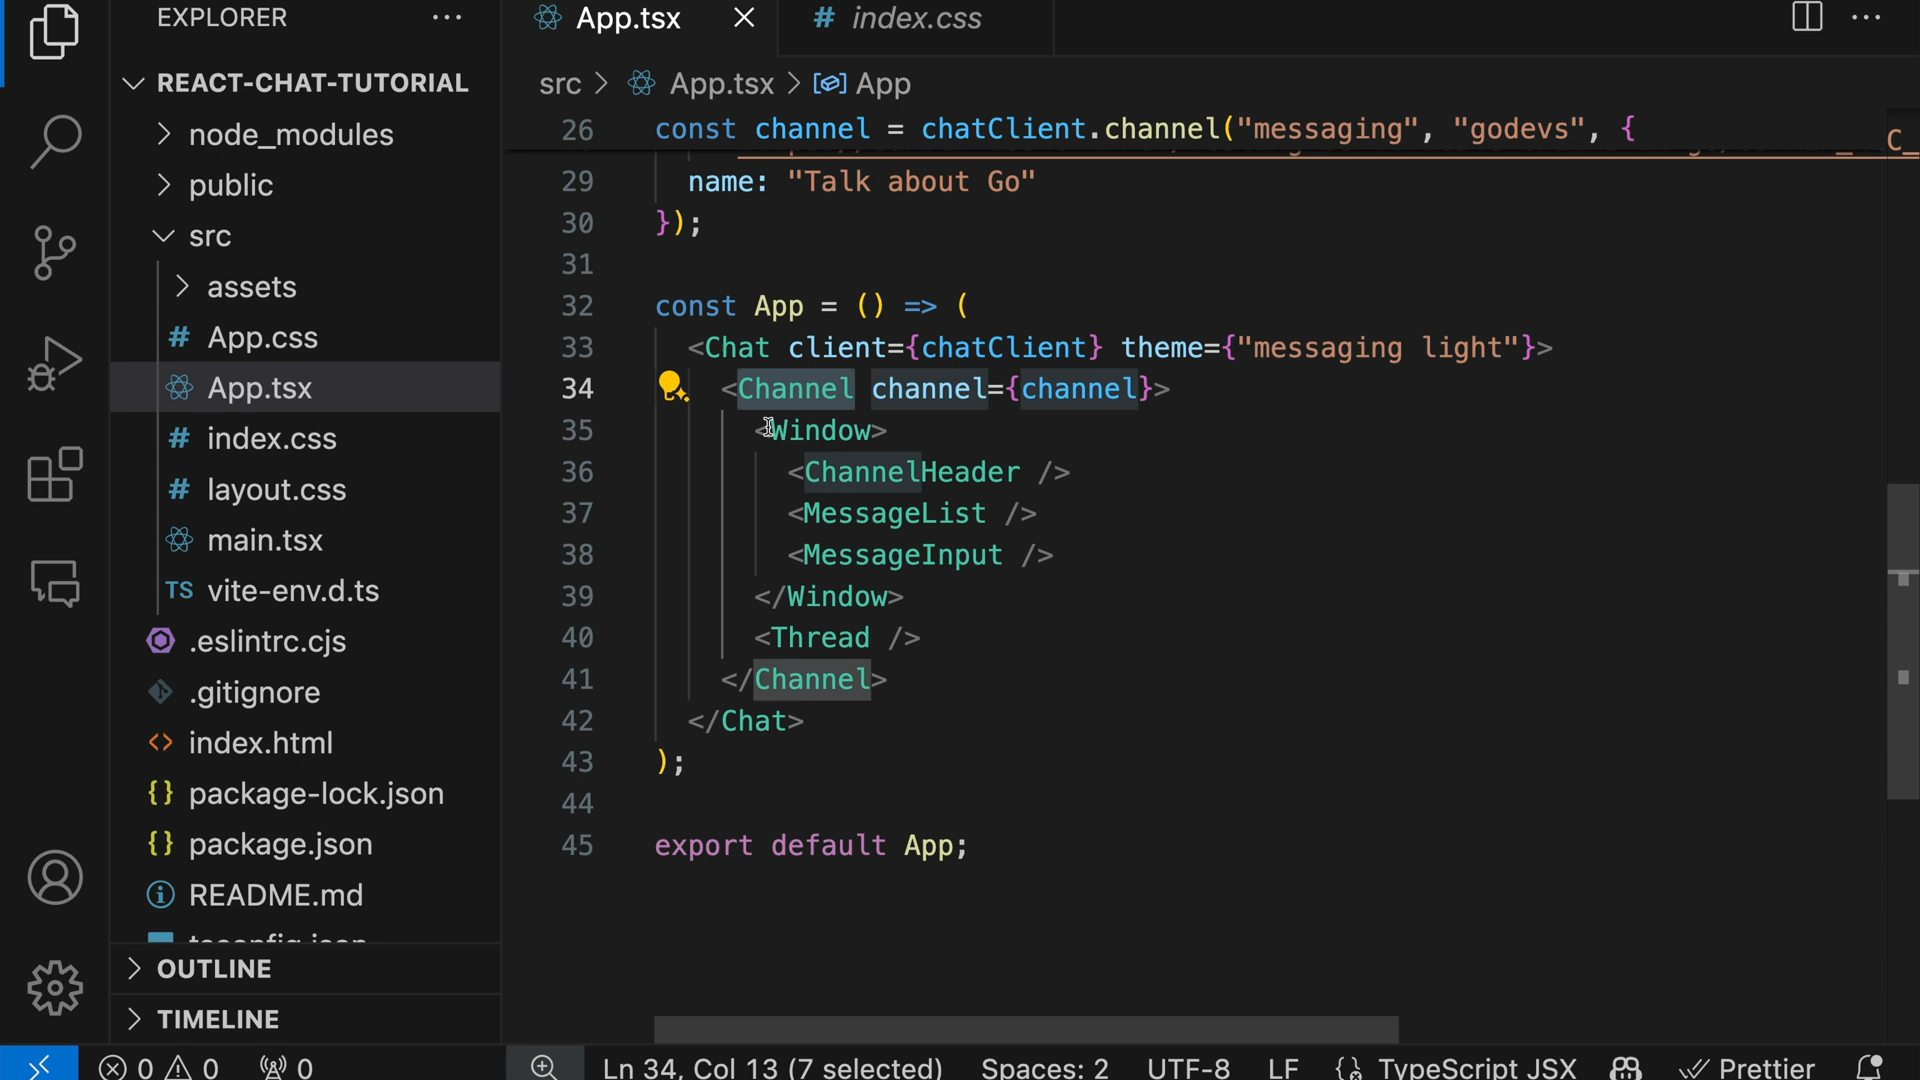 EXPLORER
REACT-CHAT-TUTORIAL
node_modules
public
src
assets
# App.css
App.tsx
# index.css
# layout.css
main.tsx
TS vite-env.d.ts
.eslintrc.cjs
.gitignore
<> index.html
{} package-lock.json
{} package.json
README.md
OUTLINE
TIMELINE
App.tsx
# index.css
src > App.tsx > App
26 const channel = chatClient.channel("messaging", "godevs", {
29 name: "Talk about Go"
30 });
31
32 const App = () => (
33 <Chat client={chatClient} theme={"messaging light"}>
34 <Channel channel={channel}>
35 <Window>
36 <ChannelHeader />
37 <MessageList />
38 <MessageInput />
39 </Window>
40 <Thread />
41 </Channel>
42 </Chat>
43 );
44
45 export default App;
0 0 0 Ln 34, Col 13 (7 selected) Spaces: 2 UTF-8 LF {} TypeScript JSX Prettier